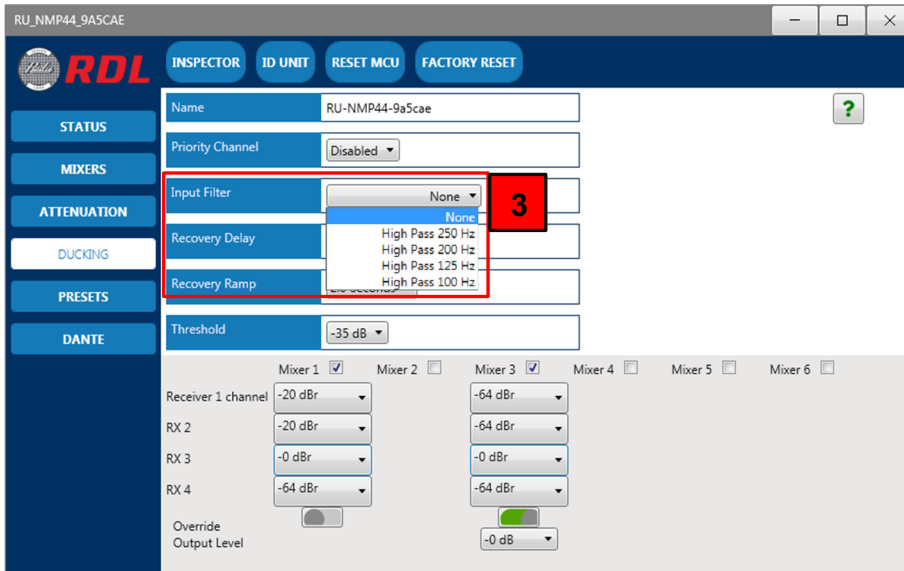 RU_NMP44_9A5CAE
RDL
INSPECTOR ID UNIT RESET MCU FACTORY RESET
STATUS
MIXERS
ATTENUATION
DUCKING
PRESETS
DANTE
Name RU-NMP44-9a5cae ?
Priority Channel Disabled
Input Filter None 3
None
High Pass 250 Hz
Recovery Delay High Pass 200 Hz
High Pass 125 Hz
Recovery Ramp High Pass 100 Hz
Threshold -35 dB
Mixer 1 Mixer 2 Mixer 3 Mixer 4 Mixer 5 Mixer 6
Receiver 1 channel -20 dBr -64 dBr
RX 2 -20 dBr -64 dBr
RX 3 -0 dBr -0 dBr
RX 4 -64 dBr -64 dBr
Override
Output Level -0 dB